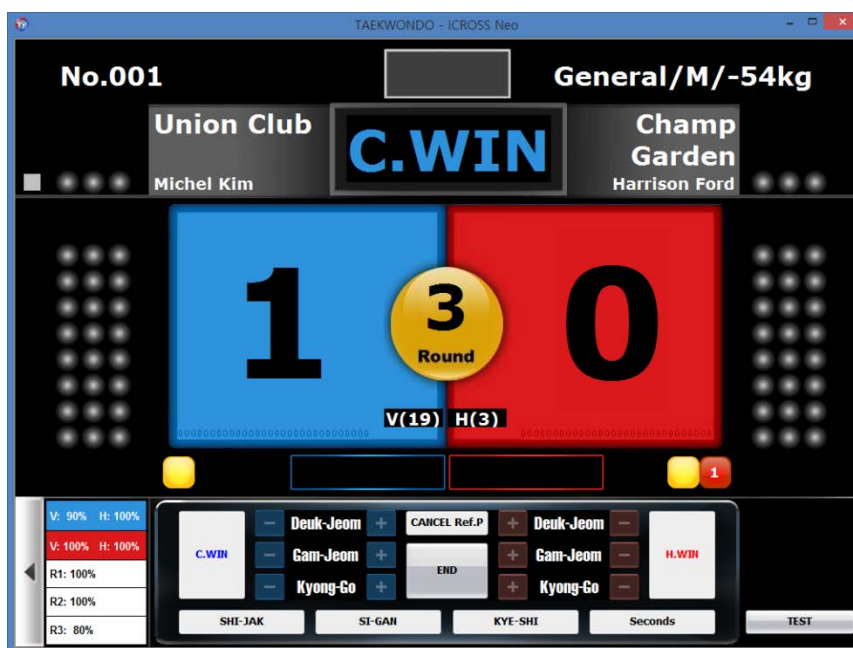 TAEKWONDO - ICROSS Neo
No.001
General/M/-54kg
Union Club
C.WIN
Champ
Garden
Michel Kim
Harrison Ford
1
3
0
Round
V(19)
H(3)
1
V: 90% H: 100%
V: 100% H: 100%
R1: 100%
R2: 100%
R3: 80%
C.WIN
Deuk-Jeom
CANCEL Ref.P
Deuk-Jeom
Gam-Jeom
END
Gam-Jeom
H.WIN
Kyong-Go
Kyong-Go
SHI-JAK
SI-GAN
KYE-SHI
Seconds
TEST